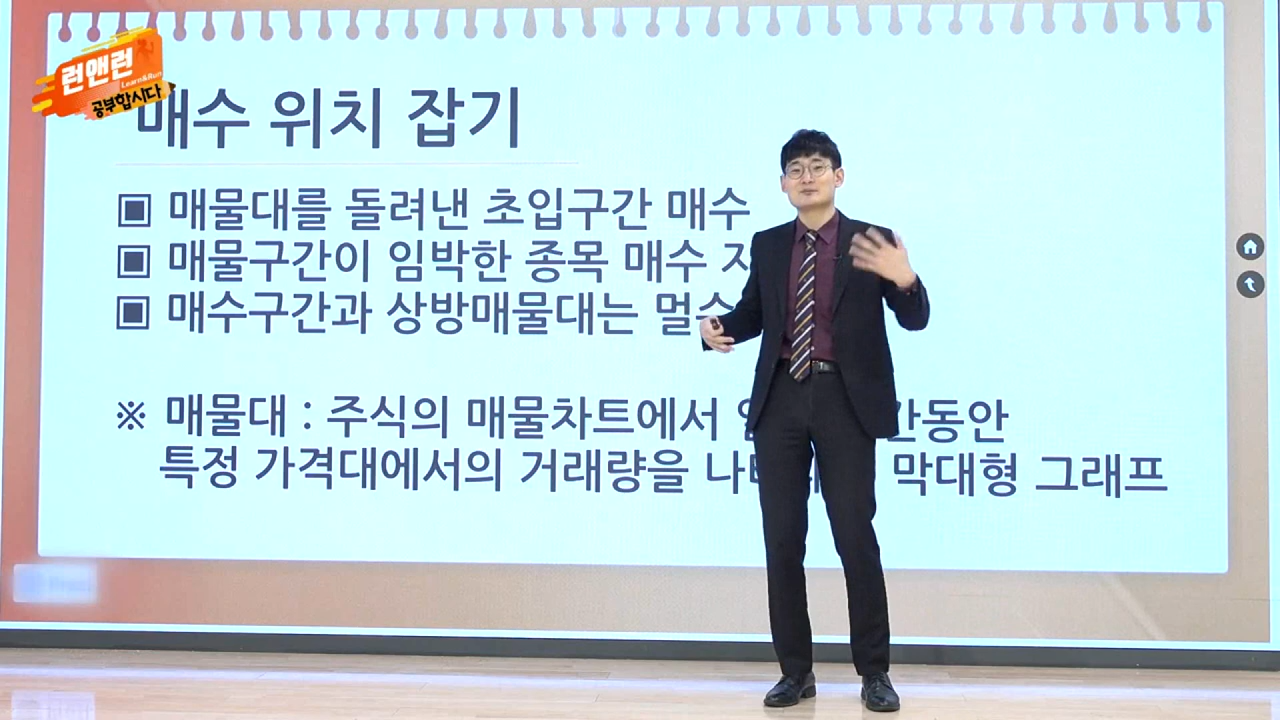 런앤런
Learn&Run
공부합시다
매수 위치 잡기
▣ 매물대를 돌려낸 초입구간 매수
▣ 매물구간이 임박한 종목 매수
▣ 매수구간과 상방매물대는
※ 매물대 : 주식의 매물차트에서
특정 가격대에서의 거래량을 막대형 그래프